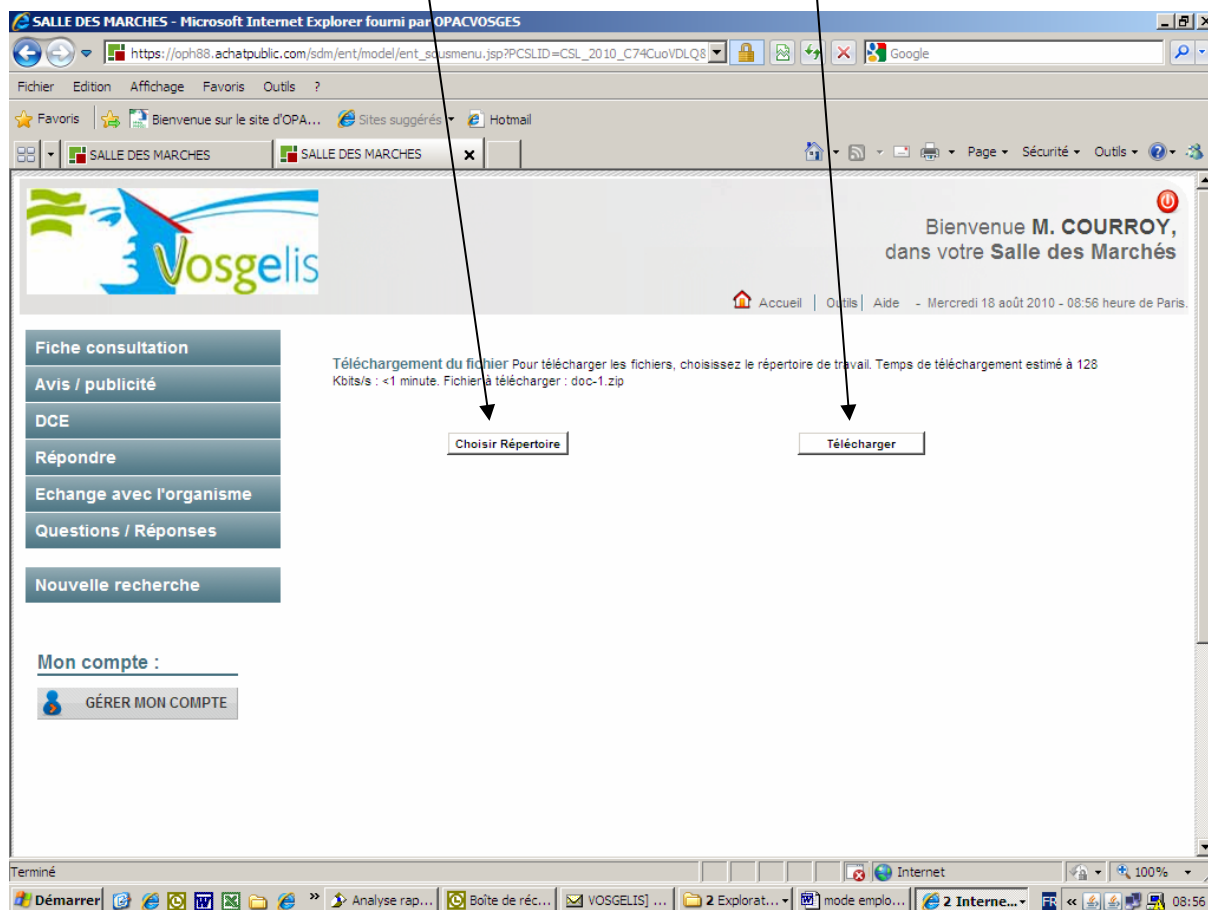 SALLE DES MARCHES - Microsoft Internet Explorer fourni par OPACVOSGES
https://oph88.achatpublic.com/sdm/ent/model/ent_sousmenu.jsp?PCSLID=CSL_2010_C74CuoVDLQ8
Google
Fichier Edition Affichage Favoris Outils ?
Favoris Bienvenue sur le site d'OPA... Sites suggérés Hotmail
SALLE DES MARCHES SALLE DES MARCHES Page Sécurité Outils
Vosgelis
Bienvenue M. COURROY,
dans votre Salle des Marchés
Accueil | Outils | Aide - Mercredi 18 août 2010 - 08:56 heure de Paris.
Fiche consultation
Avis / publicité
DCE
Répondre
Echange avec l'organisme
Questions / Réponses
Nouvelle recherche
Mon compte :
GÉRER MON COMPTE
Téléchargement du fichier Pour télécharger les fichiers, choisissez le répertoire de travail. Temps de téléchargement estimé à 128
Kbits/s : <1 minute. Fichier à télécharger : doc-1.zip
Choisir Répertoire Télécharger
Terminé Internet 100%
Démarrer » Analyse rap... Boîte de réc... VOSGELIS] ... 2 Explorat... mode emplo... 2 Interne... FR « 08:56